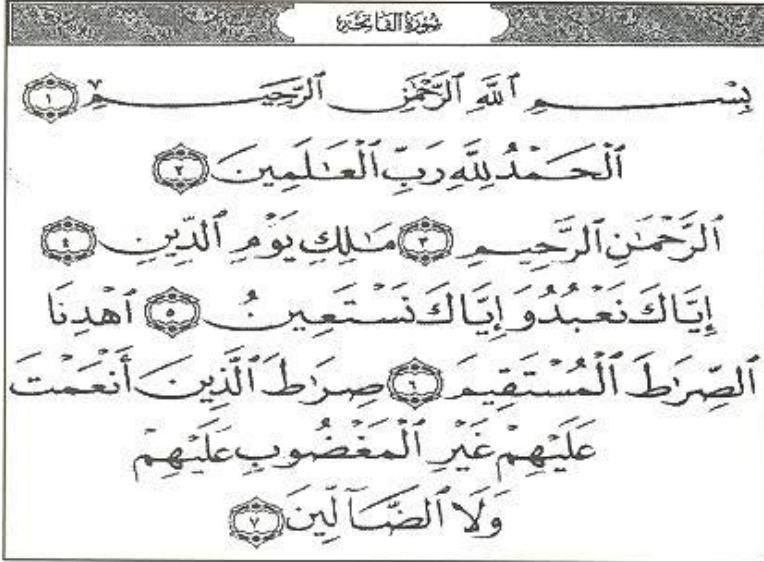 سُورَةُ الفَاتِحَةِ
بِسْمِ ٱللَّهِ ٱلرَّحْمَٰنِ ٱلرَّحِيمِ ١
ٱلْحَمْدُ لِلَّهِ رَبِّ ٱلْعَٰلَمِينَ ٢
ٱلرَّحْمَٰنِ ٱلرَّحِيمِ ٣ مَٰلِكِ يَوْمِ ٱلدِّينِ ٤
إِيَّاكَ نَعْبُدُ وَإِيَّاكَ نَسْتَعِينُ ٥ ٱهْدِنَا
ٱلصِّرَٰطَ ٱلْمُسْتَقِيمَ ٦ صِرَٰطَ ٱلَّذِينَ أَنْعَمْتَ
عَلَيْهِمْ غَيْرِ ٱلْمَغْضُوبِ عَلَيْهِمْ
وَلَا ٱلضَّآلِّينَ ٧